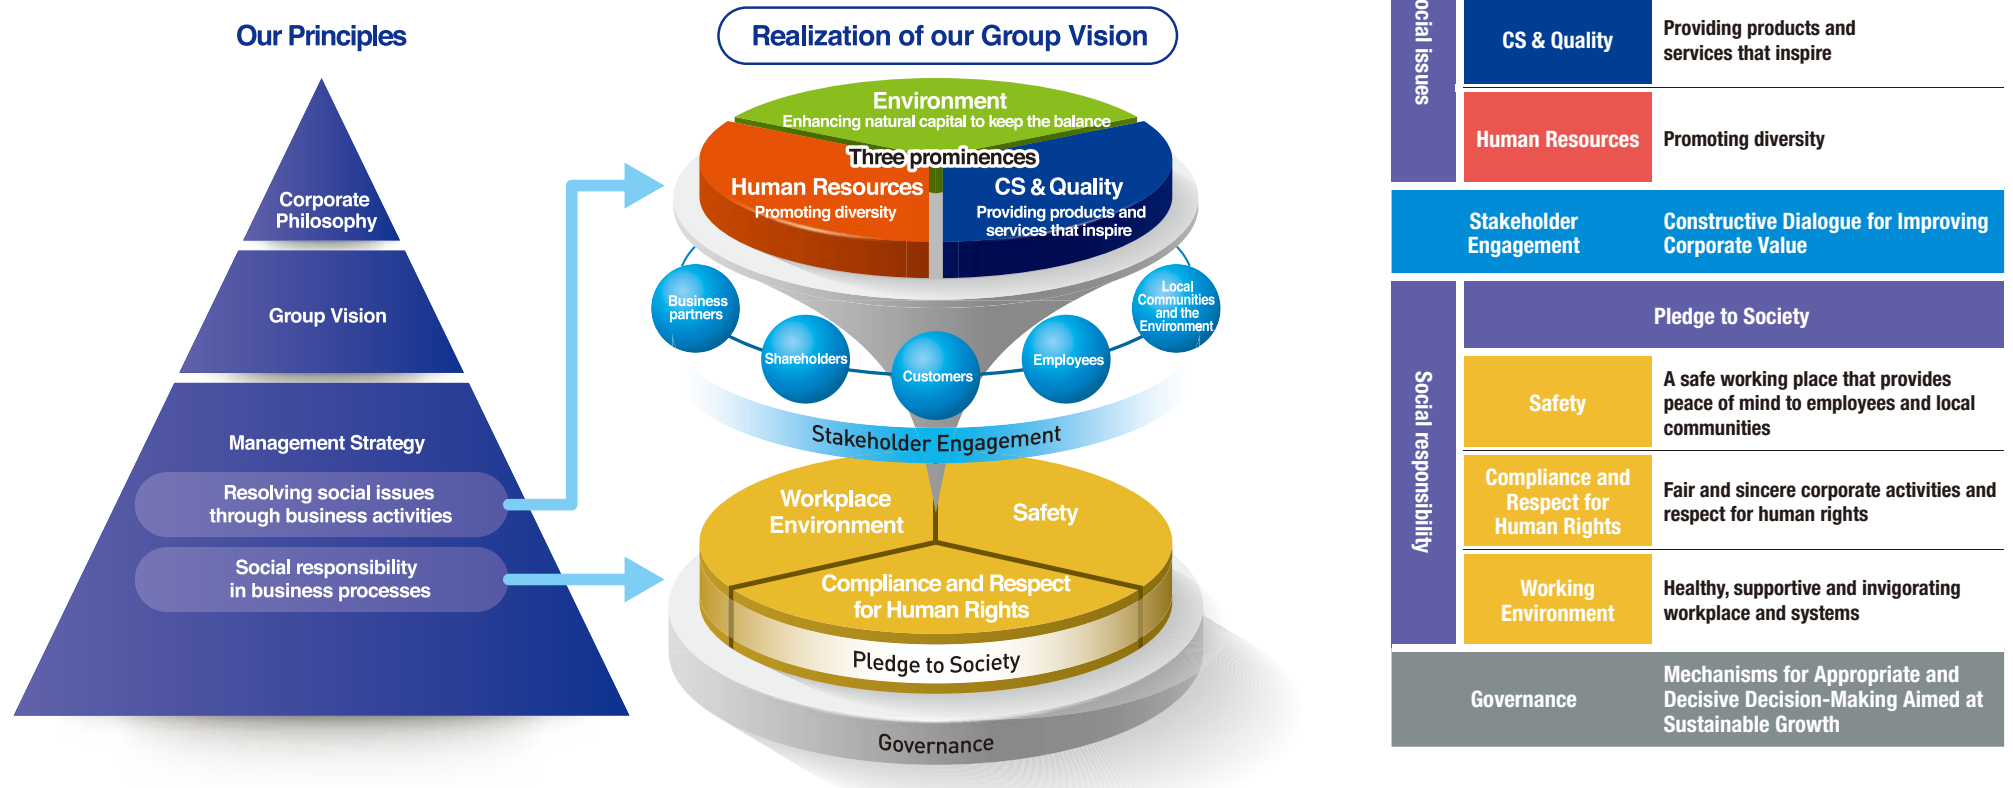 Our Principles
Corporate
Philosophy
Group Vision
Management Strategy
Resolving social issues
through business activities
Social responsibility
in business processes
Realization of our Group Vision
Environment
Enhancing natural capital to keep the balance
Three prominences
Human Resources
Promoting diversity
CS & Quality
Providing products and
services that inspire
Business
partners
Shareholders
Customers
Employees
Local
Communities
and the
Environment
Stakeholder Engagement
Workplace
Environment
Safety
Compliance and Respect
for Human Rights
Pledge to Society
Governance
issues
CS & Quality
Providing products and
services that inspire
Human Resources
Promoting diversity
Stakeholder
Engagement
Constructive Dialogue for Improving
Corporate Value
Social responsibility
Pledge to Society
Safety
A safe working place that provides
peace of mind to employees and local
communities
Compliance and
Respect for
Human Rights
Fair and sincere corporate activities and
respect for human rights
Working
Environment
Healthy, supportive and invigorating
workplace and systems
Governance
Mechanisms for Appropriate and
Decisive Decision-Making Aimed at
Sustainable Growth